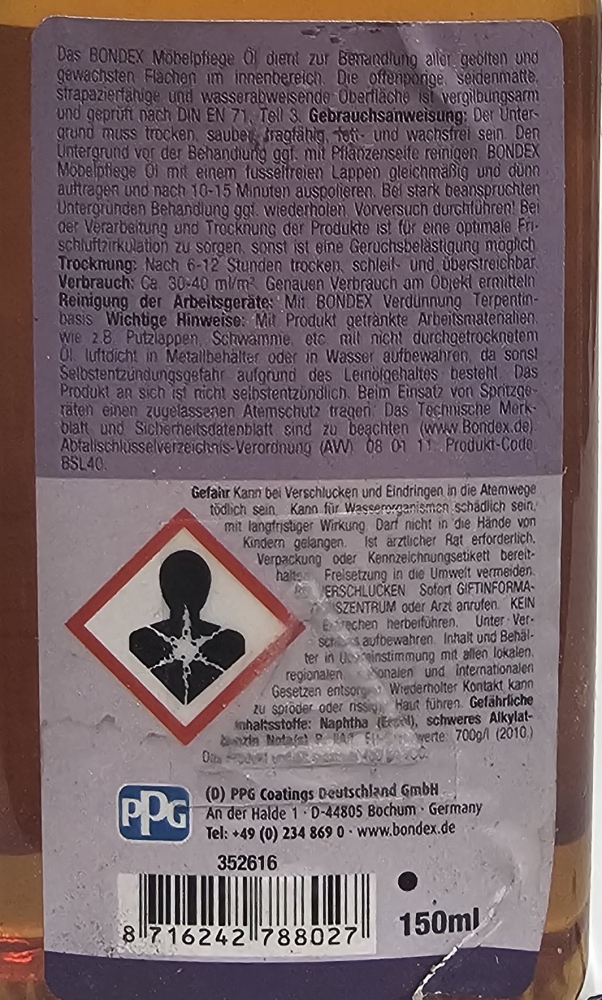 Das BONDEX Möbelpflege Öl dient zur Behandlung aller geölten und
gewachsten Flächen im Innenbereich. Die offenporige, seidenmatte,
strapazierfähige und wasserabweisende Oberfläche ist vergilbungsarm
und geprüft nach DIN EN 71, Teil 3. Gebrauchsanweisung: Der Unter-
grund muss trocken, sauber, tragfähig, fett- und wachsfrei sein. Den
Untergrund vor der Behandlung ggf. mit Pflanzenseife reinigen. BONDEX
Möbelpflege Öl mit einem fusselfreien Lappen gleichmäßig und dünn
auftragen und nach 10-15 Minuten auspolieren. Bei stark beanspruchten
Untergründen Behandlung ggf. wiederholen. Vorversuch durchführen! Bei
der Verarbeitung und Trocknung der Produkte ist für eine optimale Fri-
schluftzirkulation zu sorgen, sonst ist eine Geruchsbelästigung möglich.
Trocknung: Nach 6-12 Stunden trocken, schleif- und überstreichbar.
Verbrauch: Ca. 30-40 ml/m². Genauen Verbrauch am Objekt ermitteln
Reinigung der Arbeitsgeräte: Mit BONDEX Verdünnung Terpentin-
basis Wichtige Hinweise: Mit Produkt getränkte Arbeitsmaterialien,
wie z.B. Putzlappen, Schwämme, etc. mit nicht durchgetrocknetem
Öl, luftdicht in Metallbehälter oder in Wasser aufbewahren, da sonst
Selbstentzündungsgefahr aufgrund des Leinölgehaltes besteht. Das
Produkt an sich ist nicht selbstentzündlich. Beim Einsatz von Spritzge-
räten einen zugelassenen Atemschutz tragen. Das Technische Merk-
blatt und Sicherheitsdatenblatt sind zu beachten (www.Bondex.de).
Abfallschlüsselverzeichnis-Verordnung (AVV) 08 01 11. Produkt-Code
BSL40.
Gefahr Kann bei Verschlucken und Eindringen in die Atemwege
tödlich sein. Kann für Wasserorganismen schädlich sein,
mit langfristiger Wirkung. Darf nicht in die Hände von
Kindern gelangen. Ist ärztlicher Rat erforderlich,
Verpackung oder Kennzeichnungsetikett bereit-
halten. Freisetzung in die Umwelt vermeiden.
VERSCHLUCKEN: Sofort GIFTINFORMA-
TIONSZENTRUM oder Arzt anrufen. KEIN
Erbrechen herbeiführen. Unter Ver-
schluss aufbewahren. Inhalt und Behäl-
ter in Übereinstimmung mit allen lokalen,
regionalen, nationalen und internationalen
Gesetzen entsorgen. Wiederholter Kontakt kann
zu spröder oder rissiger Haut führen. Gefährliche
Inhaltsstoffe: Naphtha (Erdöl), schweres Alkylat-
benzin Nota(s) P 700g/l (2010.)
(D) PPG Coatings Deutschland GmbH
An der Halde 1 · D-44805 Bochum · Germany
Tel: +49 (0) 234 869 0 · www.bondex.de
PPG
352616
8 716242 788027
150ml